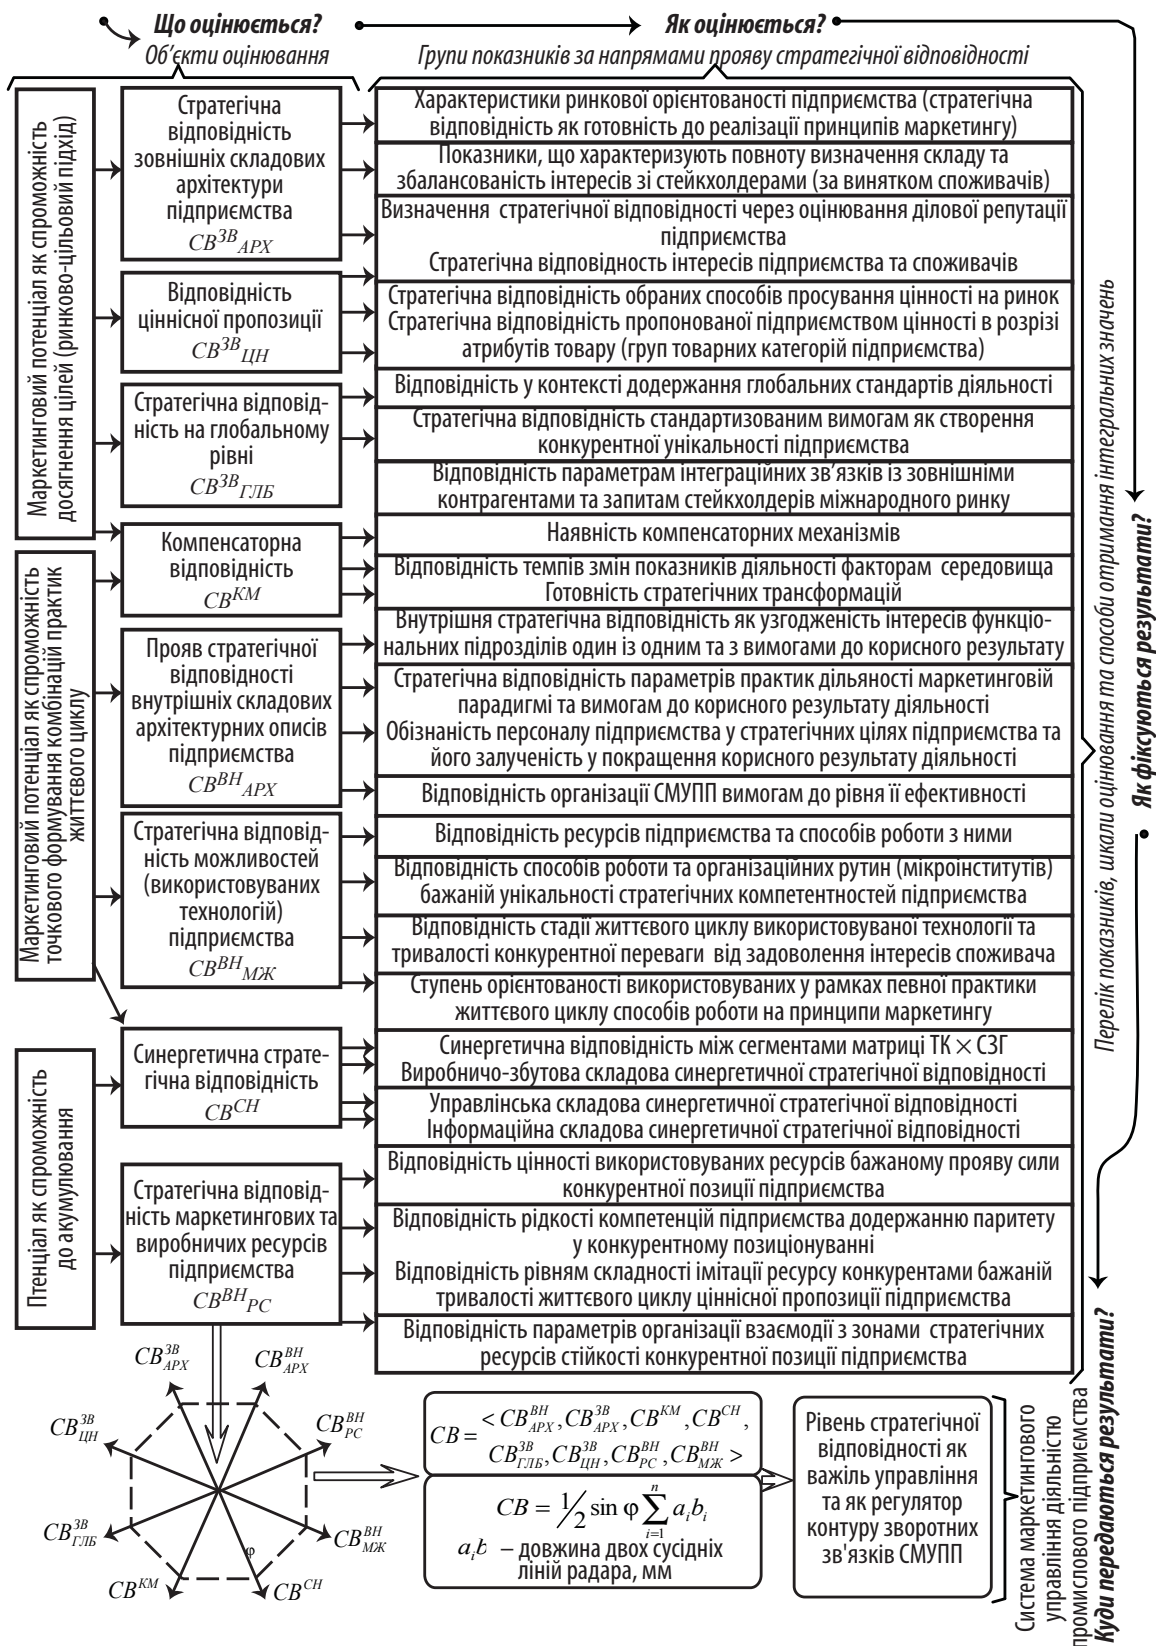 Що оцінюється?
Як оцінюється?
Об’єкти оцінювання
Групи показників за напрямами прояву стратегічної відповідності
Маркетинговий потенціал як спроможність
досягнення цілей (ринково-цільовий підхід)
Маркетинговий потенціал як спроможність
точкового формування комбінацій практик
життєвого циклу
Птенціал як спроможність
до акумулювання
Стратегічна
відповідність
зовнішніх складових
архітектури
підприємства
СВ^ЗВ_АРХ
Відповідність
ціннісної пропозиції
СВ^ЗВ_ЦН
Стратегічна відповід-
ність на глобальному
рівні
СВ^ЗВ_ГЛБ
Компенсаторна
відповідність
СВ^КМ
Прояв стратегічної
відповідності
внутрішніх складових
архітектурних описів
підприємства
СВ^ВН_АРХ
Стратегічна відповід-
ність можливостей
(використовуваних
технологій)
підприємства
СВ^ВН_МЖ
Синергетична страте-
гічна відповідність
СВ^СН
Стратегічна відповід-
ність маркетингових та
виробничих ресурсів
підприємства
СВ^ВН_РС
Характеристики ринкової орієнтованості підприємства (стратегічна
відповідність як готовність до реалізації принципів маркетингу)
Показники, що характеризують повноту визначення складу та
збалансованість інтересів зі стейкхолдерами (за винятком споживачів)
Визначення стратегічної відповідності через оцінювання ділової репутації
підприємства
Стратегічна відповідність інтересів підприємства та споживачів
Стратегічна відповідність обраних способів просування цінності на ринок
Стратегічна відповідність пропонованої підприємством цінності в розрізі
атрибутів товару (груп товарних категорій підприємства)
Відповідність у контексті додержання глобальних стандартів діяльності
Стратегічна відповідність стандартизованим вимогам як створення
конкурентної унікальності підприємства
Відповідність параметрам інтеграційних зв’язків із зовнішніми
контрагентами та запитам стейкхолдерів міжнародного ринку
Наявність компенсаторних механізмів
Відповідність темпів змін показників діяльності факторам середовища
Готовність стратегічних трансформацій
Внутрішня стратегічна відповідність як узгодженість інтересів функціо-
нальних підрозділів один із одним та з вимогами до корисного результату
Стратегічна відповідність параметрів практик дільяності маркетинговій
парадигмі та вимогам до корисного результату діяльності
Обізнаність персоналу підприємства у стратегічних цілях підприємства та
його залученість у покращення корисного результату діяльності
Відповідність організації СМУПП вимогам до рівня її ефективності
Відповідність ресурсів підприємства та способів роботи з ними
Відповідність способів роботи та організаційних рутин (мікроінститутів)
бажаній унікальності стратегічних компетентностей підприємства
Відповідність стадії життєвого циклу використовуваної технології та
тривалості конкурентної переваги від задоволення інтересів споживача
Ступень орієнтованості використовуваних у рамках певної практики
життєвого циклу способів роботи на принципи маркетингу
Синергетична відповідність між сегментами матриці ТК × СЗГ
Виробничо-збутова складова синергетичної стратегічної відповідності
Управлінська складова синергетичної стратегічної відповідності
Інформаційна складова синергетичної стратегічної відповідності
Відповідність цінності використовуваних ресурсів бажаному прояву сили
конкурентної позиції підприємства
Відповідність рідкості компетенцій підприємства додержанню паритету
у конкурентному позиціонуванні
Відповідність рівням складності імітації ресурсу конкурентами бажаній
тривалості життєвого циклу ціннісної пропозиції підприємства
Відповідність параметрів організації взаємодії з зонами стратегічних
ресурсів стійкості конкурентної позиції підприємства
Перелік показників, шкали оцінювання та способи отримання інтегральних значень
Як фіксуються результати?
Куди передаються результати?
СВ^ЗВ_АРХ
СВ^ВН_АРХ
СВ^ЗВ_ЦН
СВ^ВН_РС
СВ^ЗВ_ГЛБ
СВ^ВН_МЖ
φ
СВ^КМ
СВ^СН
СВ = < СВ^ВН_АРХ, СВ^ЗВ_АРХ, СВ^КМ, СВ^СН,
СВ^ЗВ_ГЛБ, СВ^ЗВ_ЦН, СВ^ВН_РС, СВ^ВН_МЖ >
СВ = 1/2 sin φ ∑_{i=1}^{n} a_i b_i
a_i b – довжина двох сусідніх
ліній радара, мм
Рівень стратегічної
відповідності як
важіль управління
та як регулятор
контуру зворотних
зв'язків СМУПП
Система маркетингового
управління діяльністю
промислового підприємства